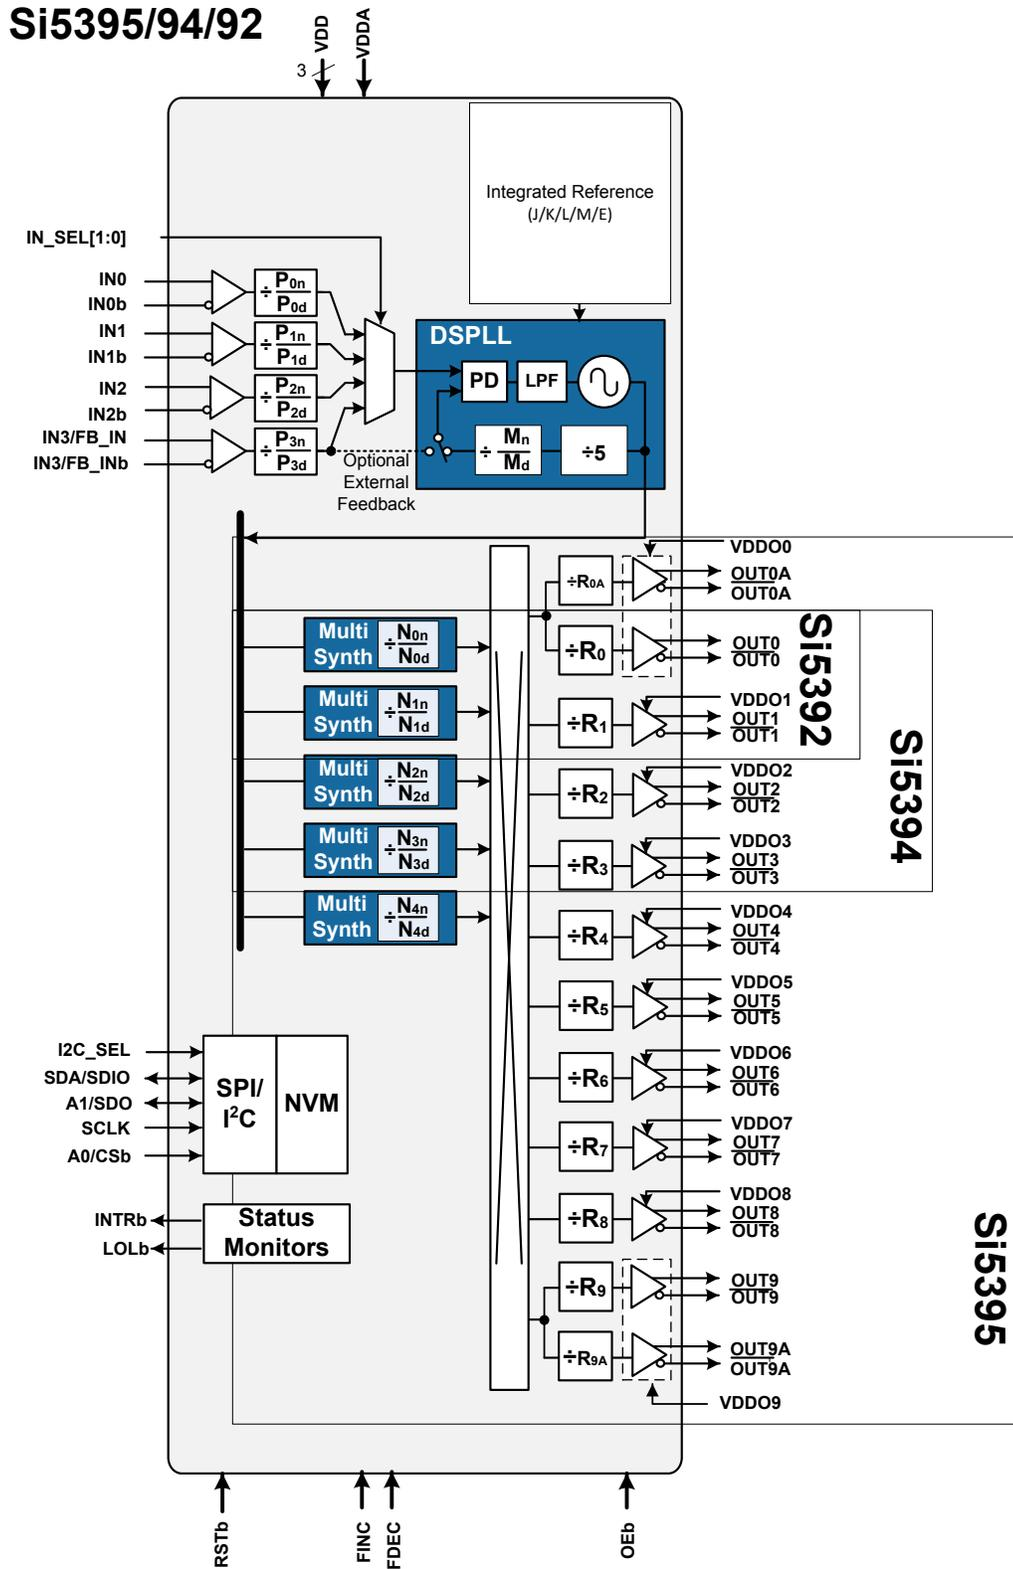 Si5395/94/92
VDD
VDDA
3
Integrated Reference
(J/K/L/M/E)
IN_SEL[1:0]
IN0
IN0b
÷ P0n
P0d
IN1
IN1b
÷ P1n
P1d
IN2
IN2b
÷ P2n
P2d
IN3/FB_IN
IN3/FB_INb
÷ P3n
P3d
Optional
External
Feedback
DSPLL
PD
LPF
÷ Mn
Md
÷5
Multi
Synth
÷ N0n
N0d
Multi
Synth
÷ N1n
N1d
Multi
Synth
÷ N2n
N2d
Multi
Synth
÷ N3n
N3d
Multi
Synth
÷ N4n
N4d
÷R0A
÷R0
÷R1
÷R2
÷R3
÷R4
÷R5
÷R6
÷R7
÷R8
÷R9
÷R9A
VDDO0
OUT0A
OUT0A
OUT0
OUT0
VDDO1
OUT1
OUT1
VDDO2
OUT2
OUT2
VDDO3
OUT3
OUT3
VDDO4
OUT4
OUT4
VDDO5
OUT5
OUT5
VDDO6
OUT6
OUT6
VDDO7
OUT7
OUT7
VDDO8
OUT8
OUT8
OUT9
OUT9
OUT9A
OUT9A
VDDO9
Si5392
Si5394
Si5395
I2C_SEL
SDA/SDIO
A1/SDO
SCLK
A0/CSb
SPI/
I²C
NVM
INTRb
LOLb
Status
Monitors
RSTb
FINC
FDEC
OEb